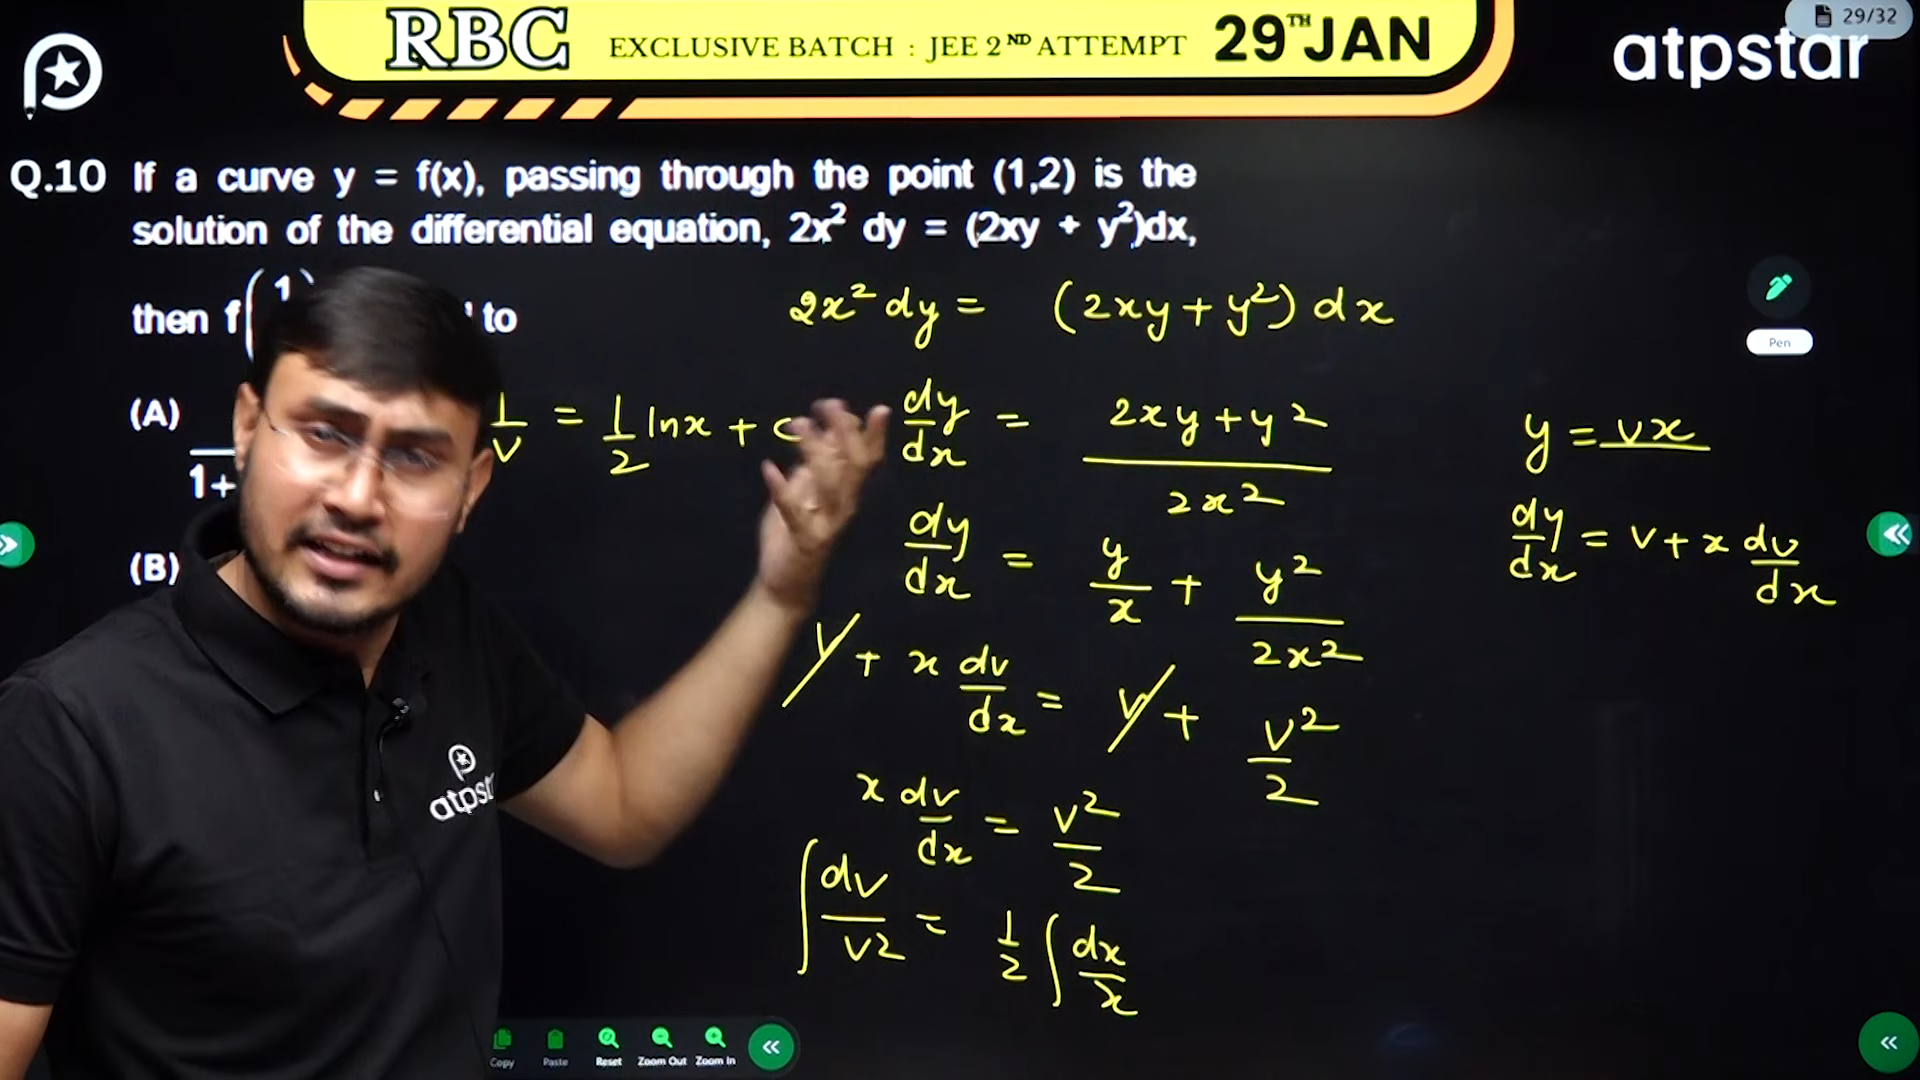 RBC EXCLUSIVE BATCH : JEE 2ND ATTEMPT 29TH JAN
29/32
atpstar
Q.10 If a curve y = f(x), passing through the point (1,2) is the
solution of the differential equation, 2x² dy = (2xy + y²)dx,
then f(1 to
2x² dy = (2xy + y²) dx
Pen
(A)
1+
1/v = 1/2 lnx + c
dy/dx = (2xy + y²)/2x²
y = vx
dy/dx = v + x dv/dx
(B)
dy/dx = y/x + y²/2x²
v + x dv/dx = v + v²/2
x dv/dx = v²/2
∫ dv/v² = 1/2 ∫ dx/x
atpst
Copy Paste Reset Zoom Out Zoom In